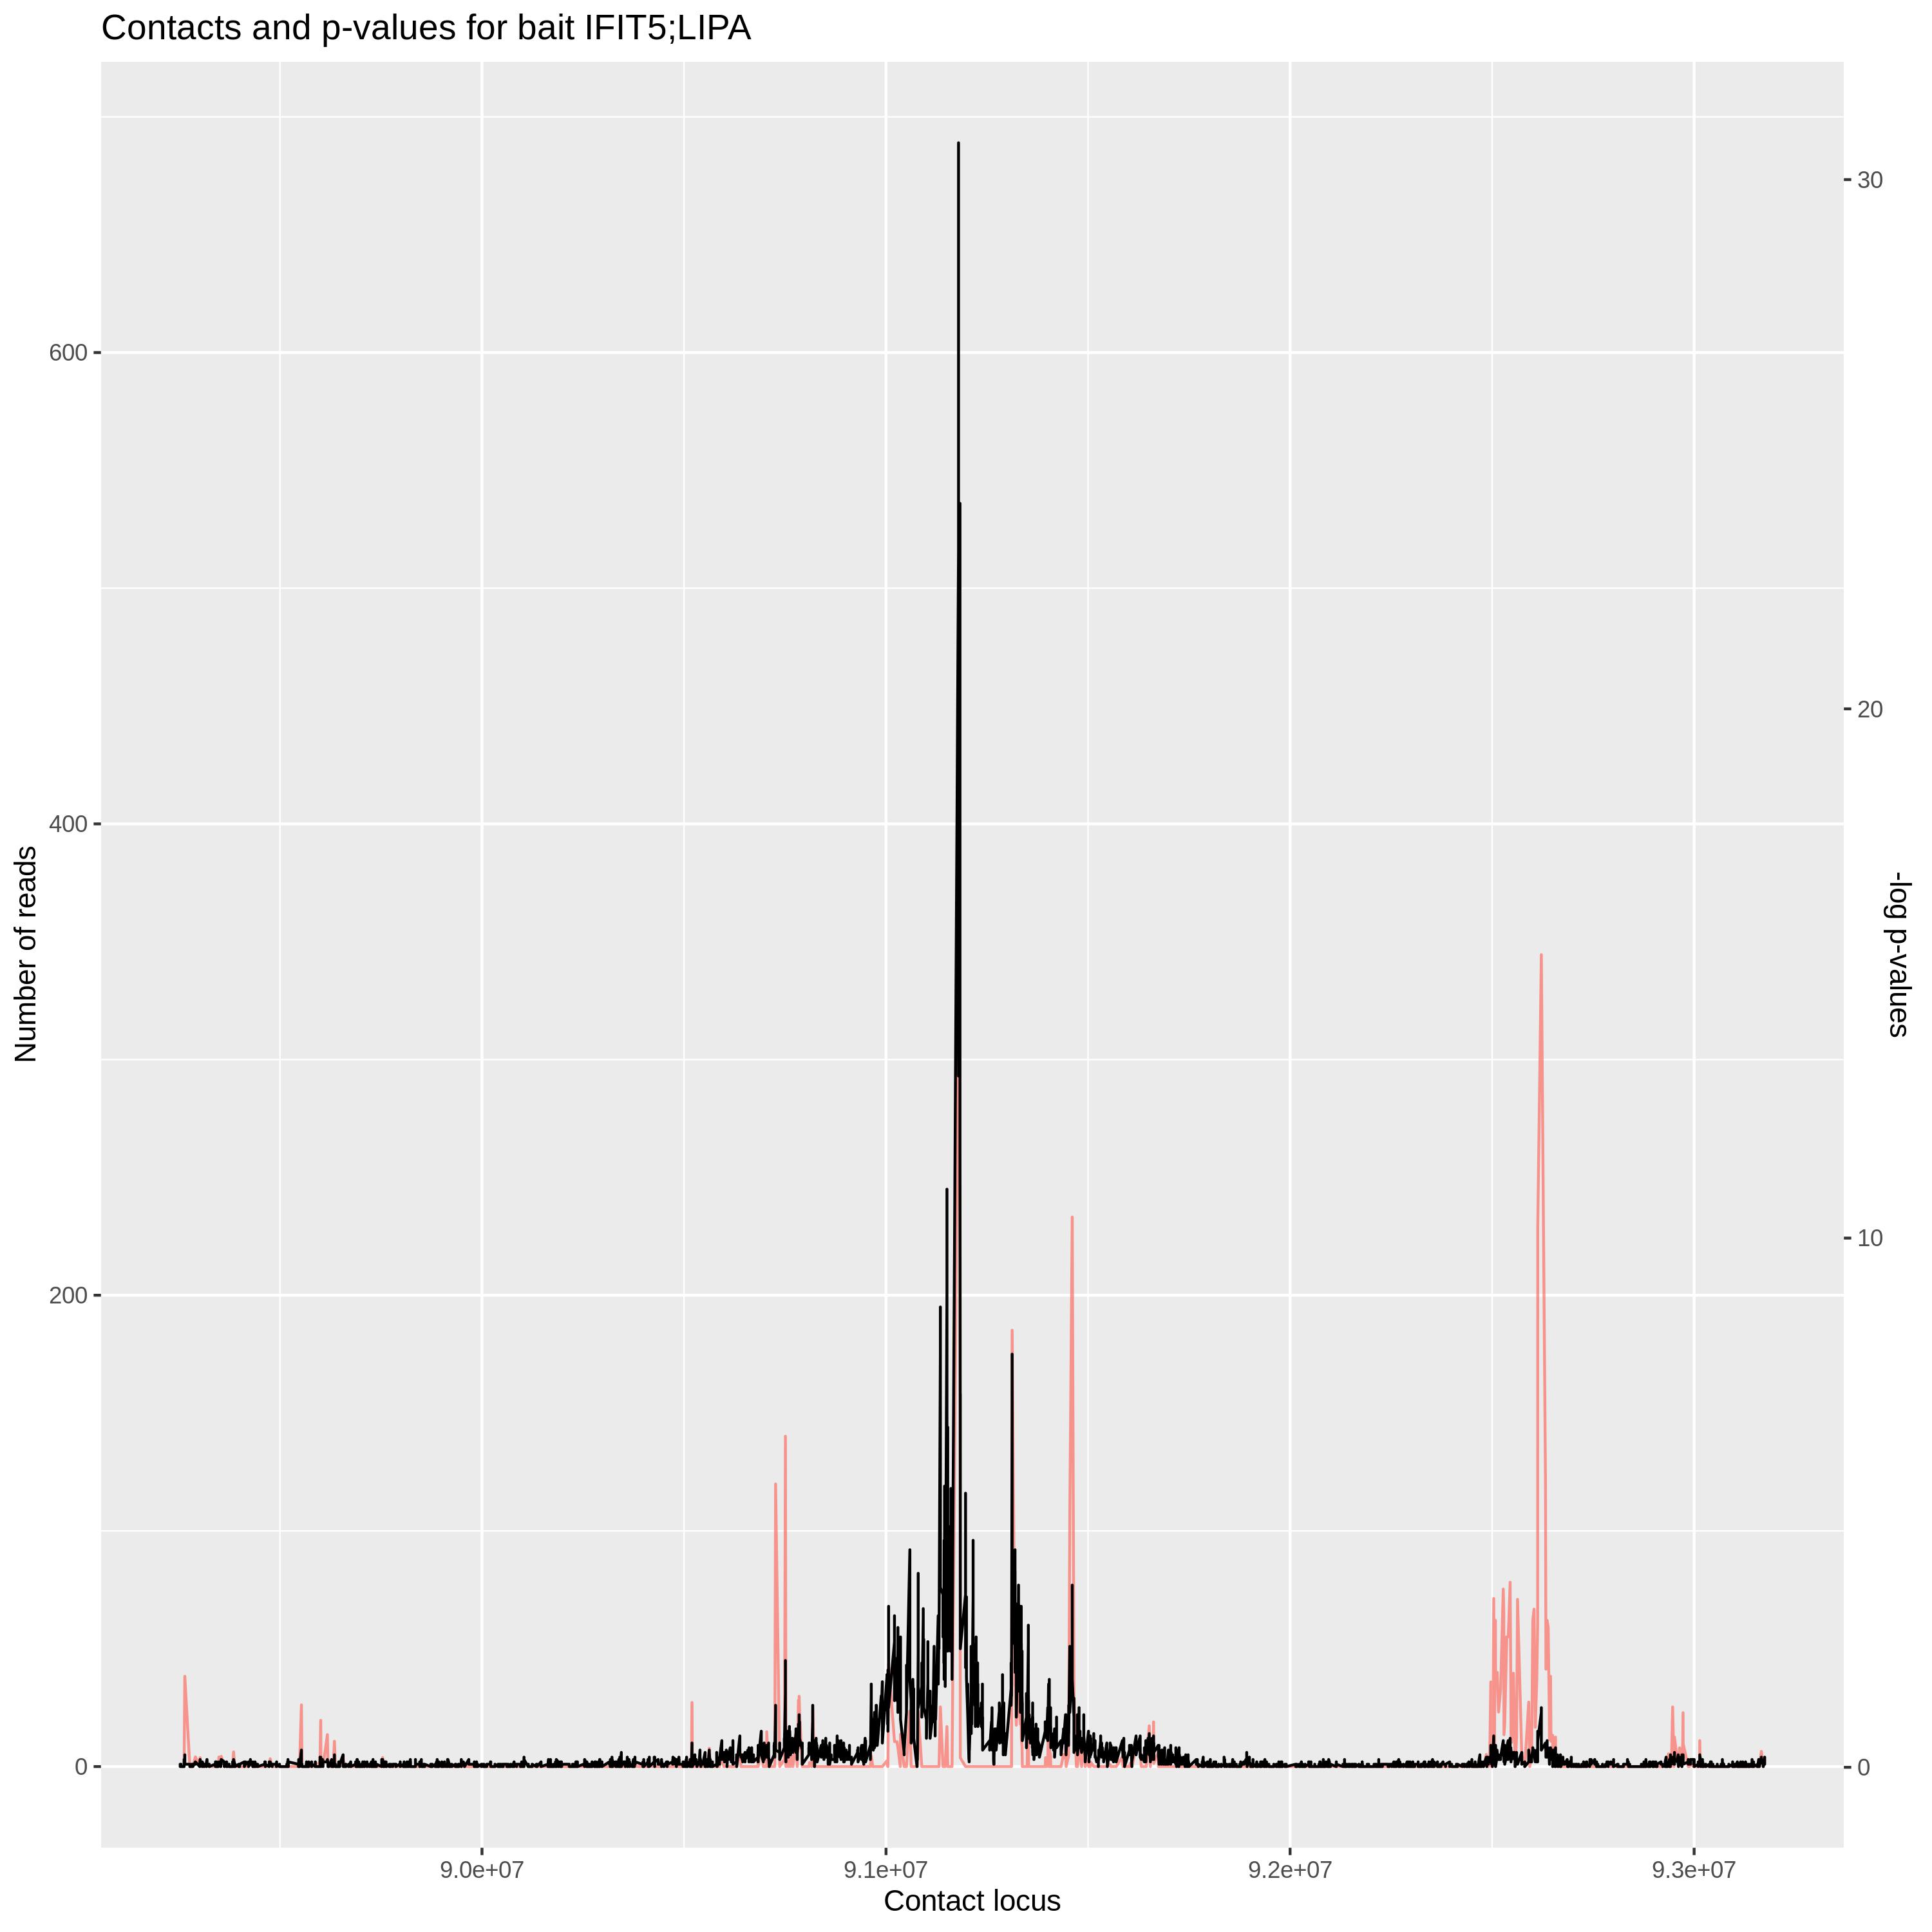 Contacts and p-values for bait IFIT5;LIPA
600
400
200
0
Number of reads
30
20
10
0
-log p-values
9.0e+07
9.1e+07
9.2e+07
9.3e+07
Contact locus